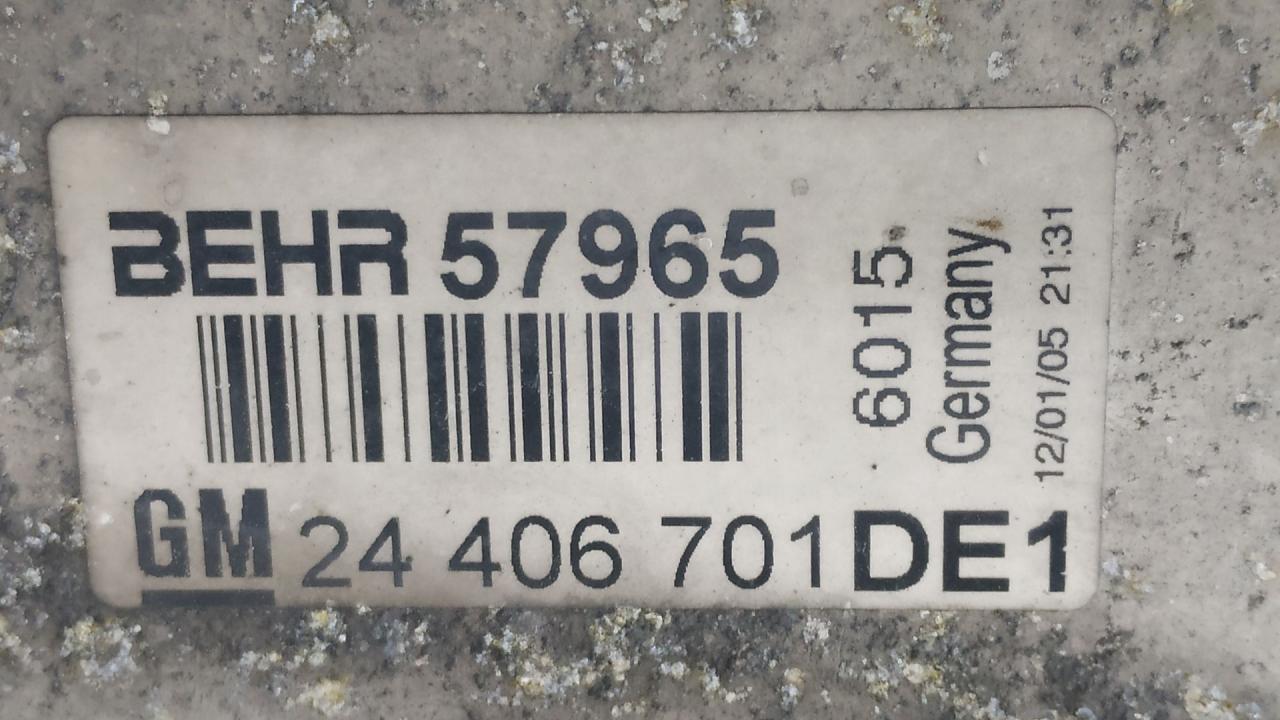 BEHR 57965
GM 24 406 701 DE1
6015
Germany
12/01/05 21:31